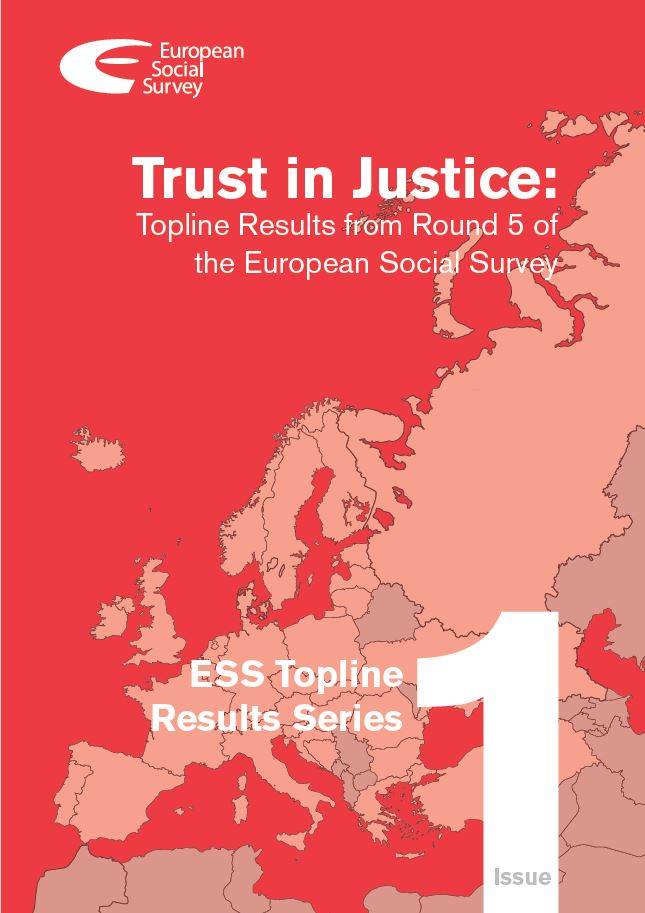 European
Social
Survey
Trust in Justice:
Topline Results from Round 5 of
the European Social Survey
ESS Topline
Results Series
1
Issue